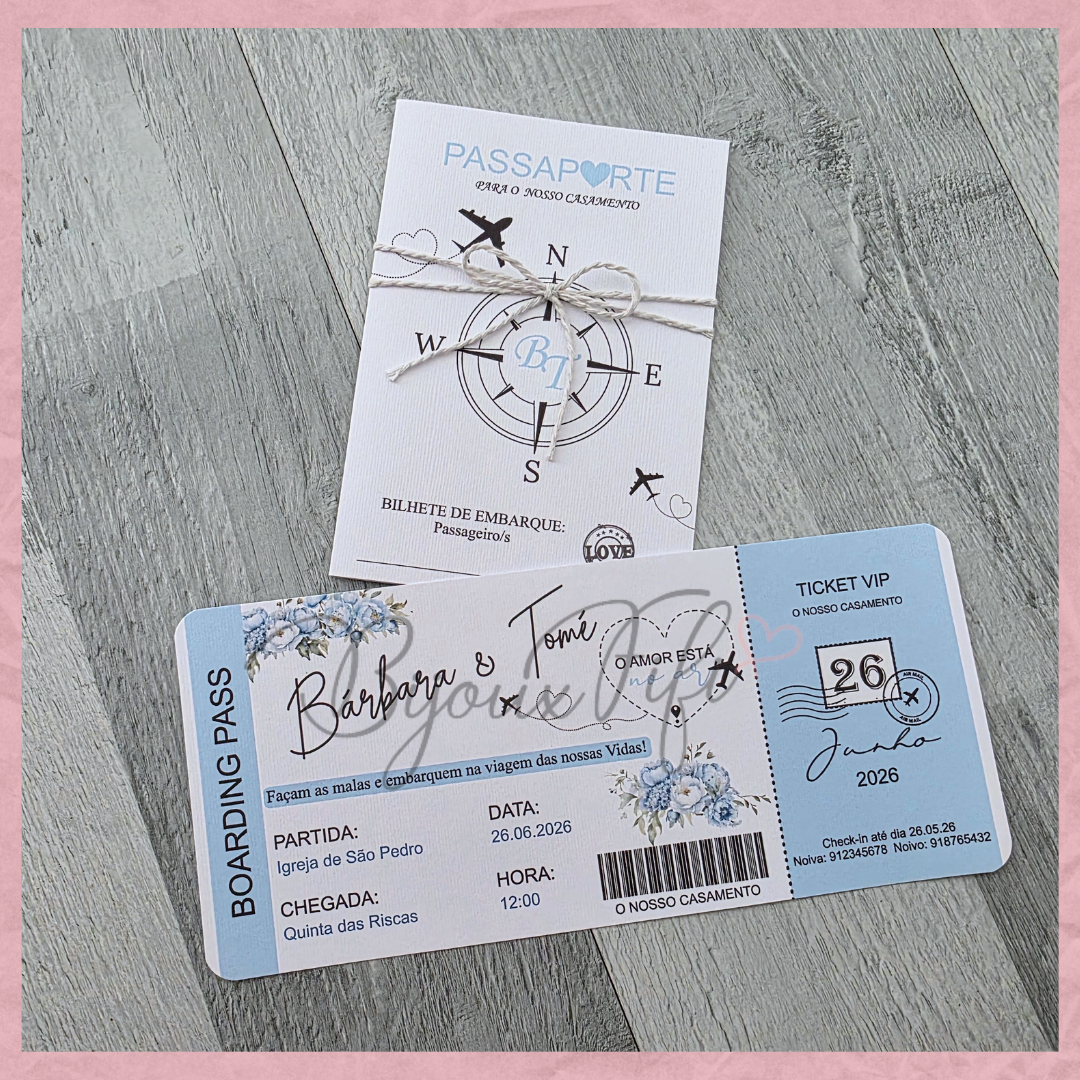 PASSAPORTE
PARA O NOSSO CASAMENTO
N
W
E
S
BT
BILHETE DE EMBARQUE:
Passageiro/s
LOVE
BOARDING PASS
Bárbara & Tomé
O AMOR ESTÁ
no ar
Façam as malas e embarquem na viagem das nossas Vidas!
PARTIDA:
Igreja de São Pedro
DATA:
26.06.2026
CHEGADA:
Quinta das Riscas
HORA:
12:00
O NOSSO CASAMENTO
TICKET VIP
O NOSSO CASAMENTO
26
AIR MAIL
AIR MAIL
Junho
2026
Check-in até dia 26.05.26
Noiva: 912345678 Noivo: 918765432